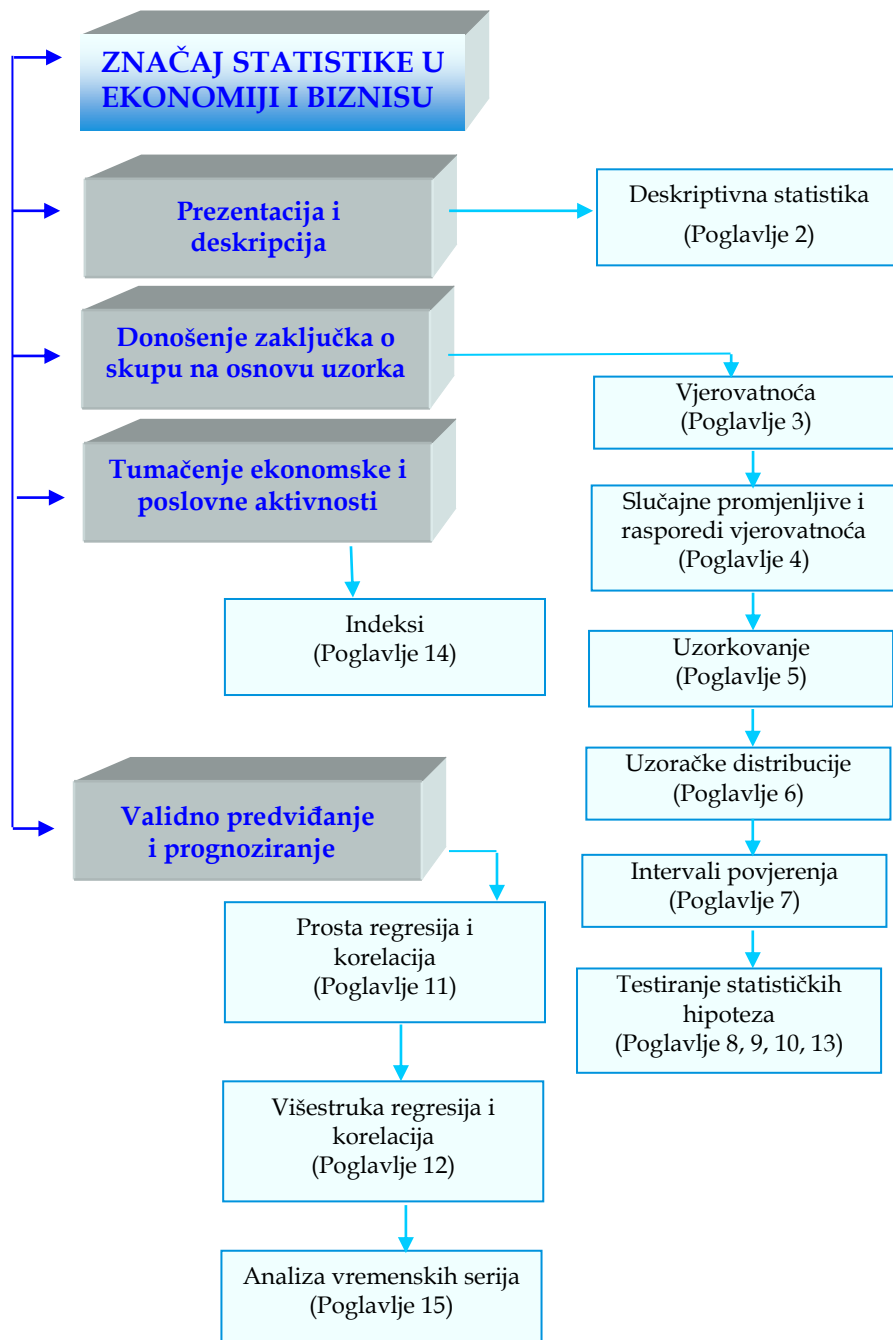 ZNAČAJ STATISTIKE U
EKONOMIJI I BIZNISU
Prezentacija i
deskripcija
Deskriptivna statistika
(Poglavlje 2)
Donošenje zaključka o
skupu na osnovu uzorka
Vjerovatnoća
(Poglavlje 3)
Tumačenje ekonomske i
poslovne aktivnosti
Slučajne promjenljive i
rasporedi vjerovatnoća
(Poglavlje 4)
Indeksi
(Poglavlje 14)
Uzorkovanje
(Poglavlje 5)
Uzoračke distribucije
(Poglavlje 6)
Validno predviđanje
i prognoziranje
Intervali povjerenja
(Poglavlje 7)
Prosta regresija i
korelacija
(Poglavlje 11)
Testiranje statističkih
hipoteza
(Poglavlje 8, 9, 10, 13)
Višestruka regresija i
korelacija
(Poglavlje 12)
Analiza vremenskih serija
(Poglavlje 15)